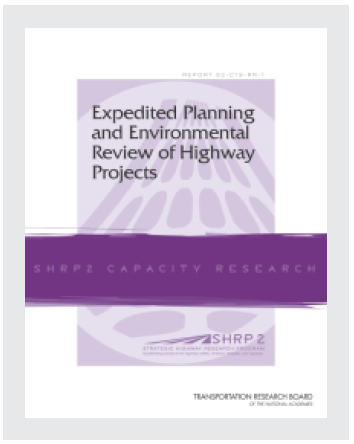 REPORT S2-C19-RR-1
Expedited Planning
and Environmental
Review of Highway
Projects
SHRP2 CAPACITY RESEARCH
SHRP 2
STRATEGIC HIGHWAY RESEARCH PROGRAM
TRANSPORTATION RESEARCH BOARD
OF THE NATIONAL ACADEMIES